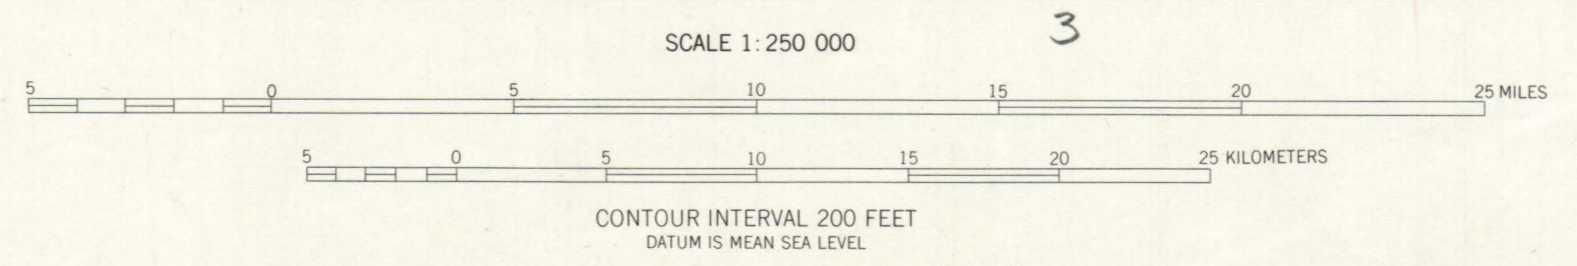 3
SCALE 1:250 000
5 0 5 10 15 20 25 MILES
5 0 5 10 15 20 25 KILOMETERS
CONTOUR INTERVAL 200 FEET
DATUM IS MEAN SEA LEVEL